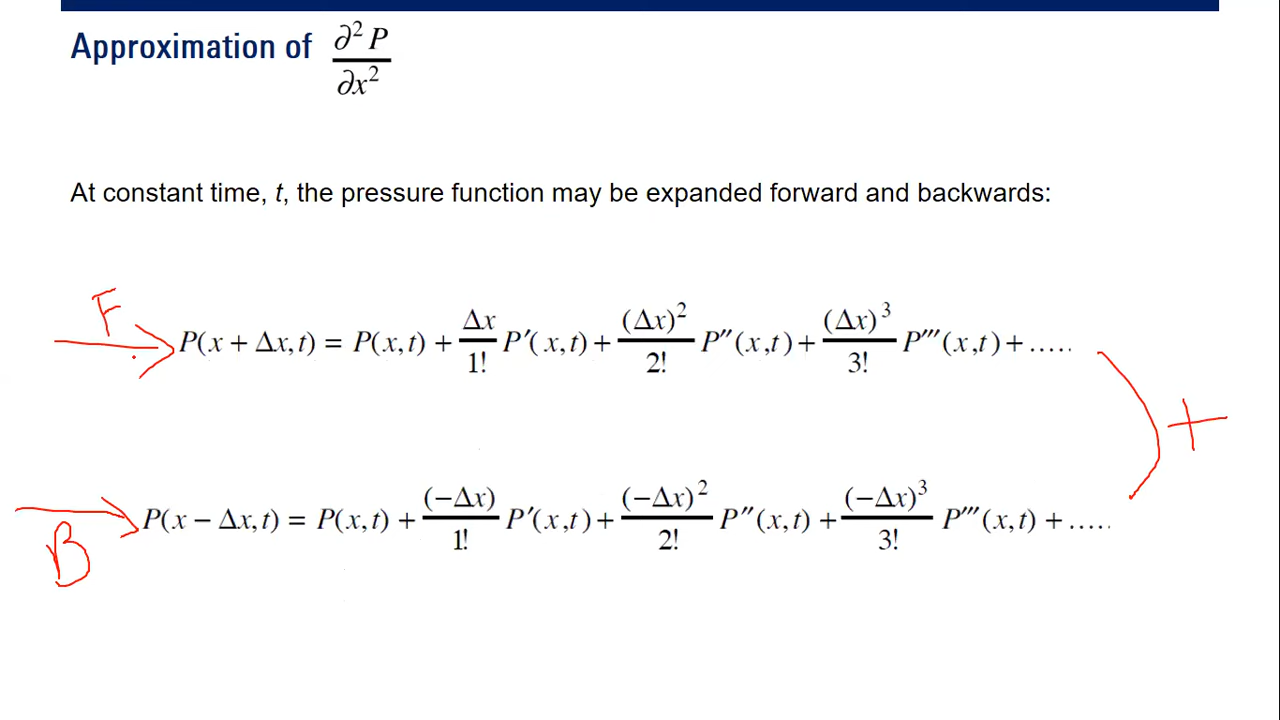 Approximation of ∂²P/∂x²
At constant time, t, the pressure function may be expanded forward and backwards:
F
P(x + Δx,t) = P(x,t) + Δx/1! P′(x,t) + (Δx)²/2! P″(x,t) + (Δx)³/3! P‴(x,t) + .....
+
P(x − Δx,t) = P(x,t) + (−Δx)/1! P′(x,t) + (−Δx)²/2! P″(x,t) + (−Δx)³/3! P‴(x,t) + .....
B